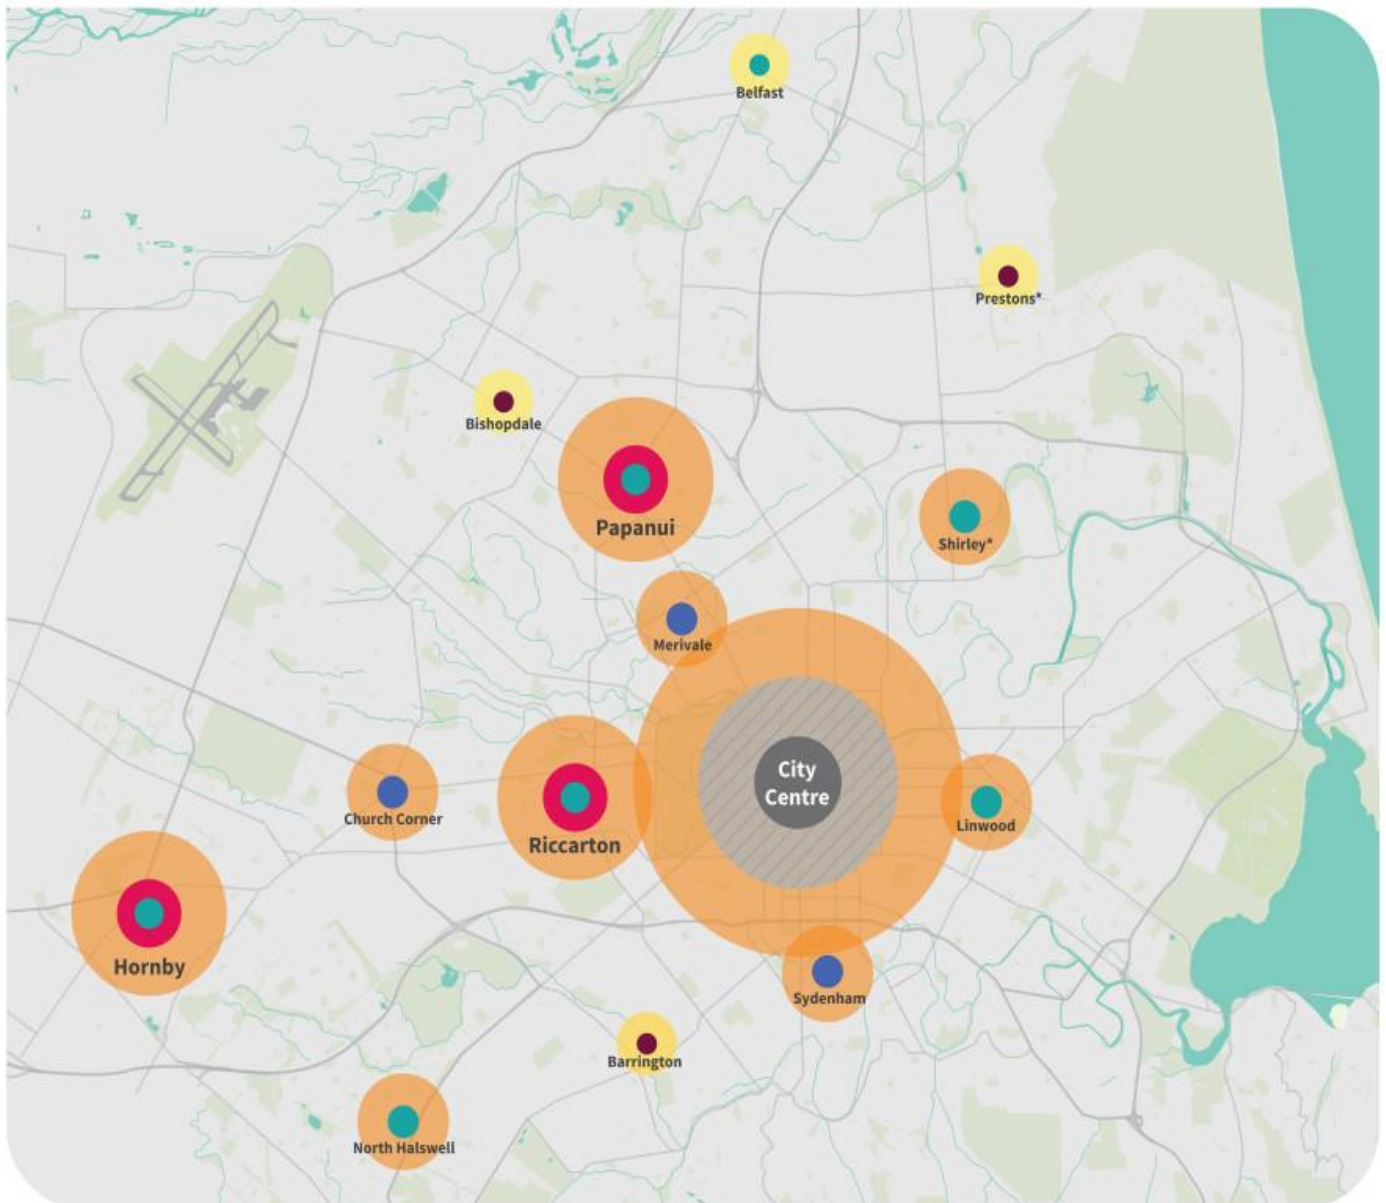 Belfast
Prestons*
Bishopdale
Papanui
Shirley*
Merivale
City
Centre
Church Corner
Riccarton
Linwood
Hornby
Sydenham
Barrington
North Halswell